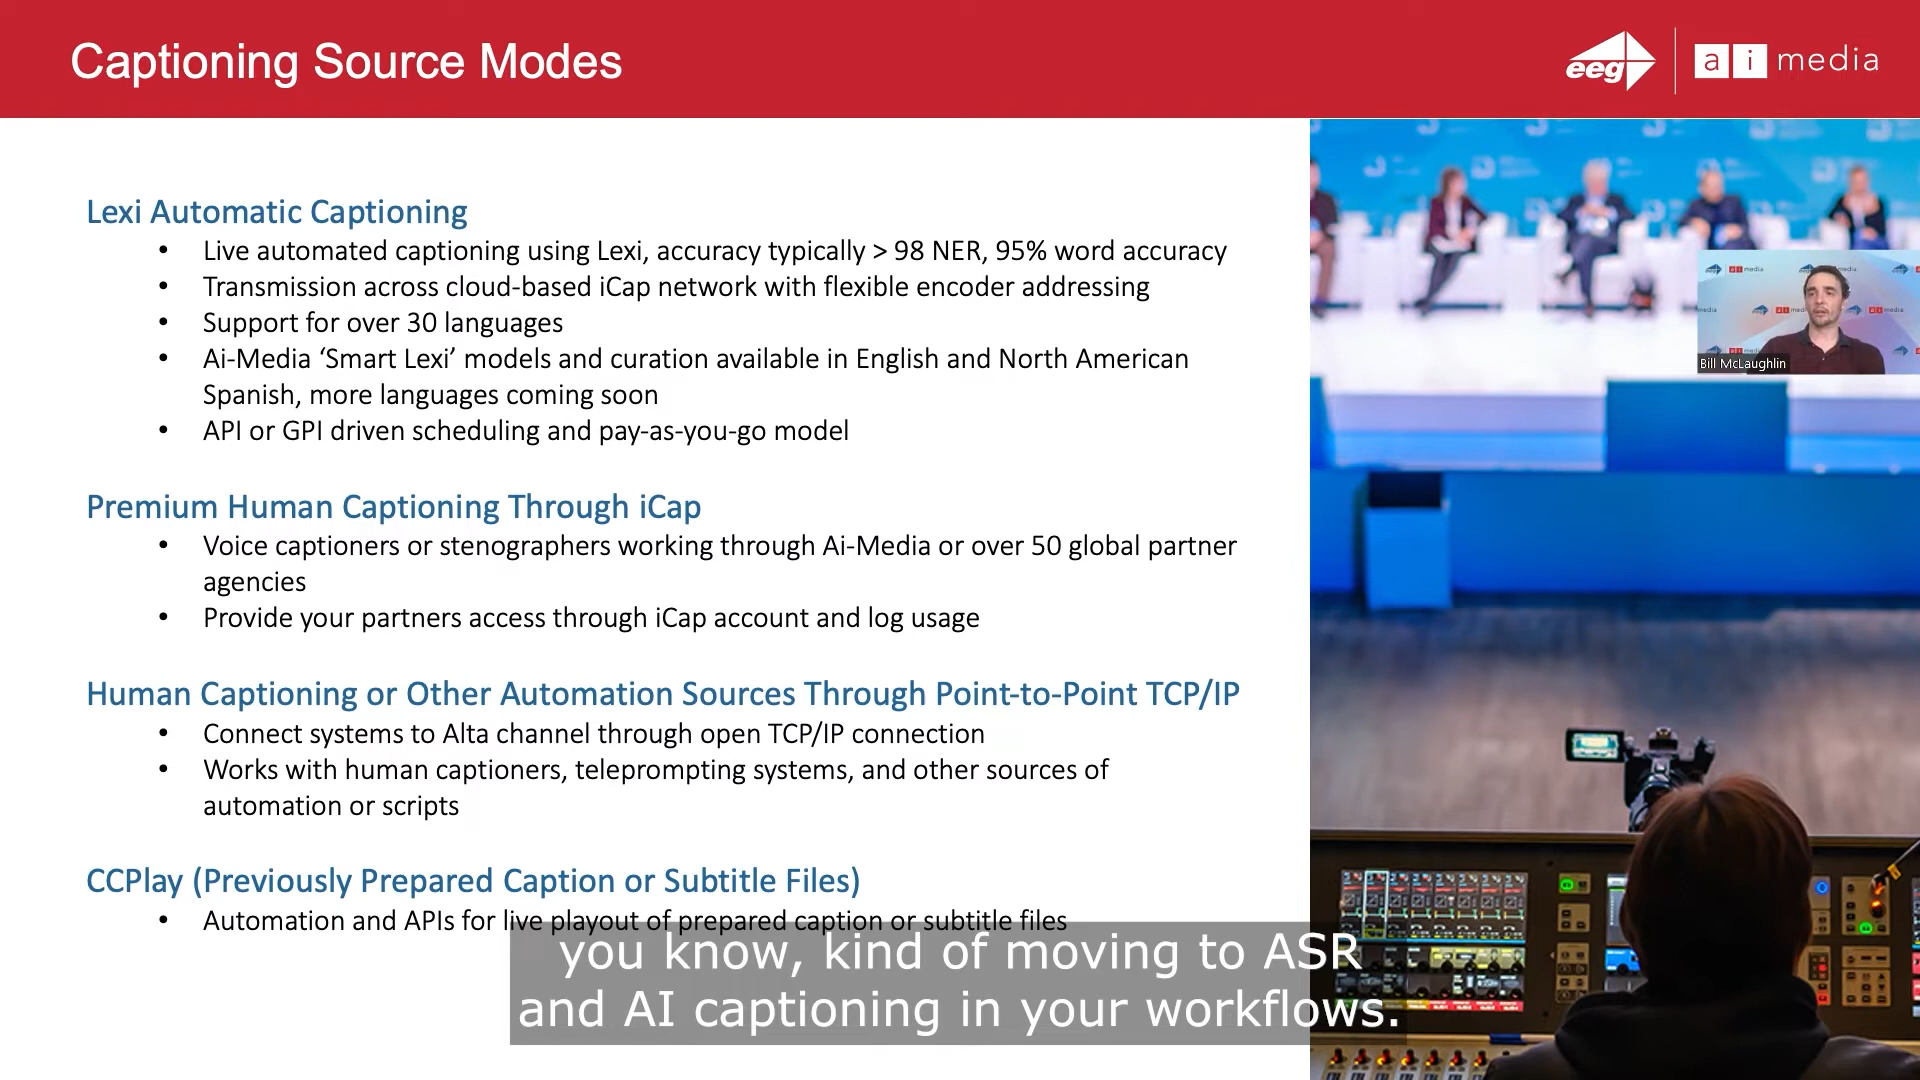 Captioning Source Modes
eeg
ai media
Lexi Automatic Captioning
• Live automated captioning using Lexi, accuracy typically > 98 NER, 95% word accuracy
• Transmission across cloud-based iCap network with flexible encoder addressing
• Support for over 30 languages
• Ai-Media ‘Smart Lexi’ models and curation available in English and North American
Spanish, more languages coming soon
• API or GPI driven scheduling and pay-as-you-go model
Premium Human Captioning Through iCap
• Voice captioners or stenographers working through Ai-Media or over 50 global partner
agencies
• Provide your partners access through iCap account and log usage
Human Captioning or Other Automation Sources Through Point-to-Point TCP/IP
• Connect systems to Alta channel through open TCP/IP connection
• Works with human captioners, teleprompting systems, and other sources of
automation or scripts
CCPlay (Previously Prepared Caption or Subtitle Files)
• Automation and APIs for live playout of prepared caption or subtitle files
Bill McLaughlin
you know, kind of moving to ASR
and AI captioning in your workflows.